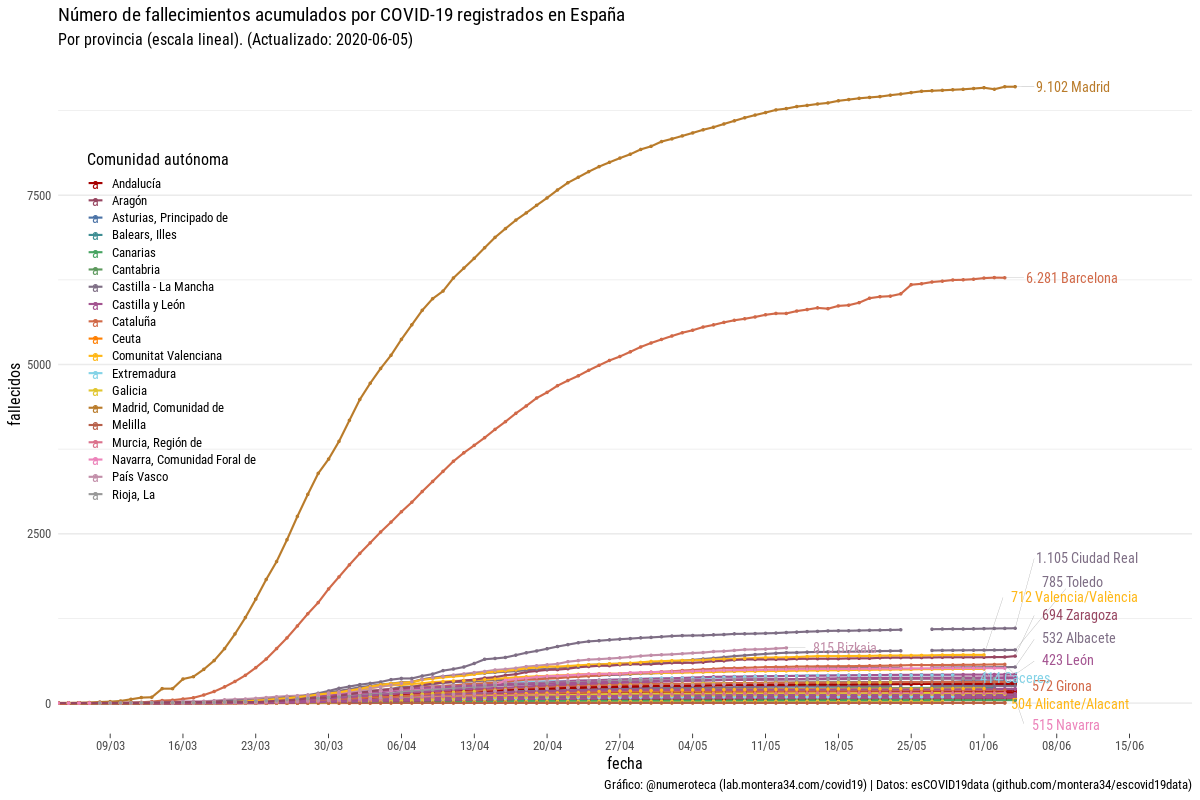 Número de fallecimientos acumulados por COVID-19 registrados en España
Por provincia (escala lineal). (Actualizado: 2020-06-05)
9.102 Madrid
Comunidad autónoma
Andalucía
Aragón
Asturias, Principado de
Balears, Illes
Canarias
Cantabria
Castilla - La Mancha
Castilla y León
Cataluña
Ceuta
Comunitat Valenciana
Extremadura
Galicia
Madrid, Comunidad de
Melilla
Murcia, Región de
Navarra, Comunidad Foral de
País Vasco
Rioja, La
7500
5000
2500
0
fallecidos
6.281 Barcelona
1.105 Ciudad Real
785 Toledo
712 Valencia/València
694 Zaragoza
532 Albacete
815 Bizkaia
423 León
Cáceres
572 Girona
504 Alicante/Alacant
515 Navarra
09/03 16/03 23/03 30/03 06/04 13/04 20/04 27/04 04/05 11/05 18/05 25/05 01/06 08/06 15/06
fecha
Gráfico: @numeroteca (lab.montera34.com/covid19) | Datos: esCOVID19data (github.com/montera34/escovid19data)